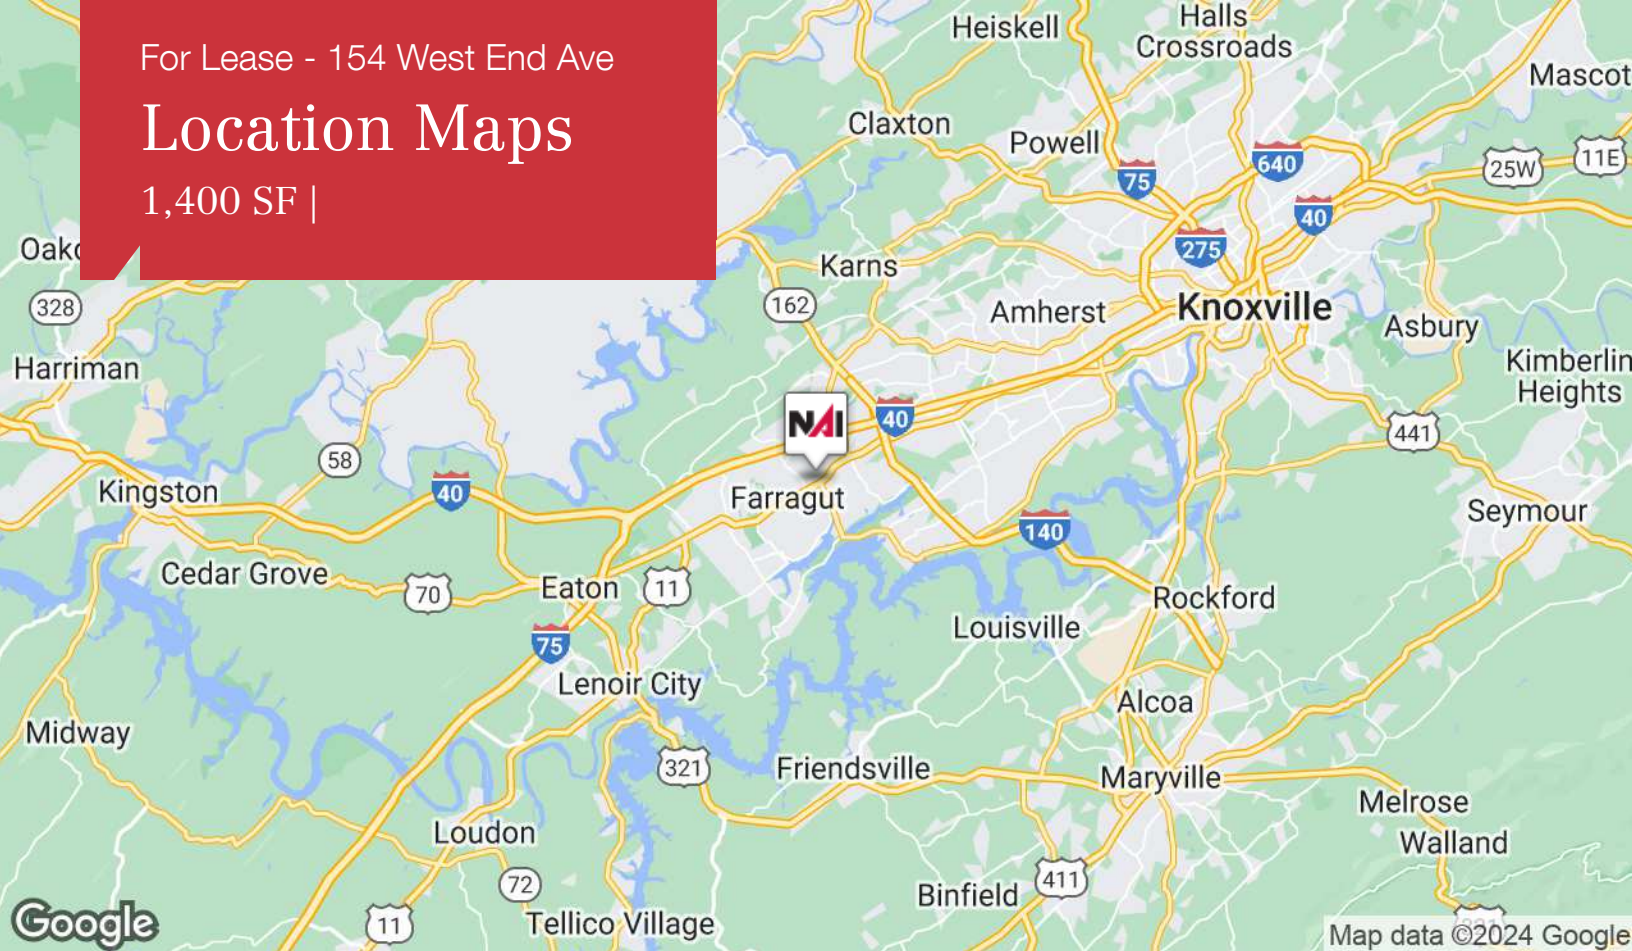 For Lease - 154 West End Ave
Location Maps
1,400 SF |
Heiskell
Halls
Crossroads
Mascot
Claxton
Powell
75
640
25W
11E
40
275
Oak
328
Karns
162
Amherst
Knoxville
Asbury
Kimberlin
Heights
Harriman
NAI
40
441
58
40
Kingston
Farragut
140
Seymour
Cedar Grove
70
Eaton
11
Rockford
Louisville
75
Lenoir City
Alcoa
Midway
321
Friendsville
Maryville
Melrose
Walland
Loudon
72
411
Binfield
Google
11
Tellico Village
321
Map data ©2024 Google